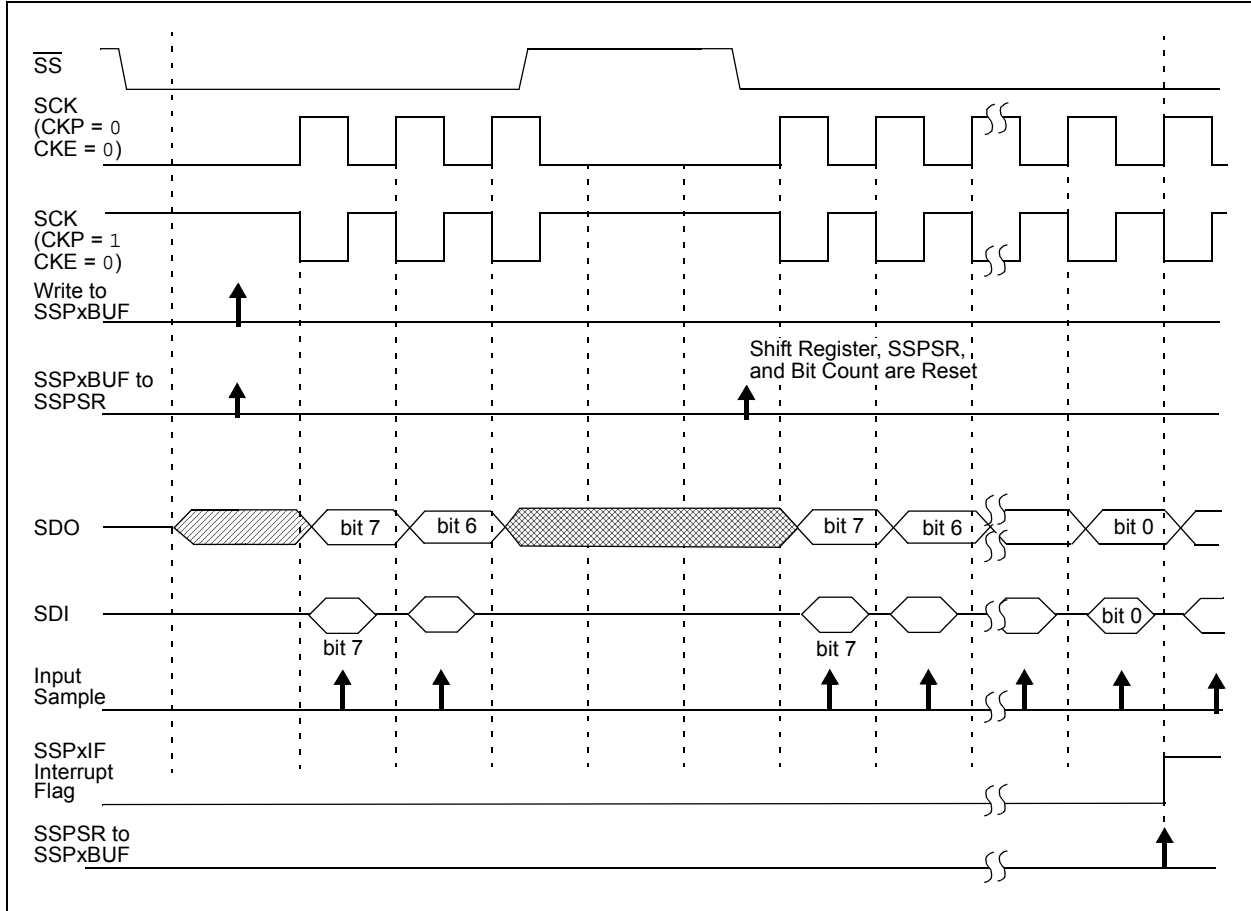 SS
SCK
(CKP = 0
CKE = 0)
SCK
(CKP = 1
CKE = 0)
Write to
SSPxBUF
Shift Register, SSPSR,
and Bit Count are Reset
SSPxBUF to
SSPSR
SDO
bit 7
bit 6
bit 7
bit 6
bit 0
SDI
bit 7
bit 7
bit 0
Input
Sample
SSPxIF
Interrupt
Flag
SSPSR to
SSPxBUF